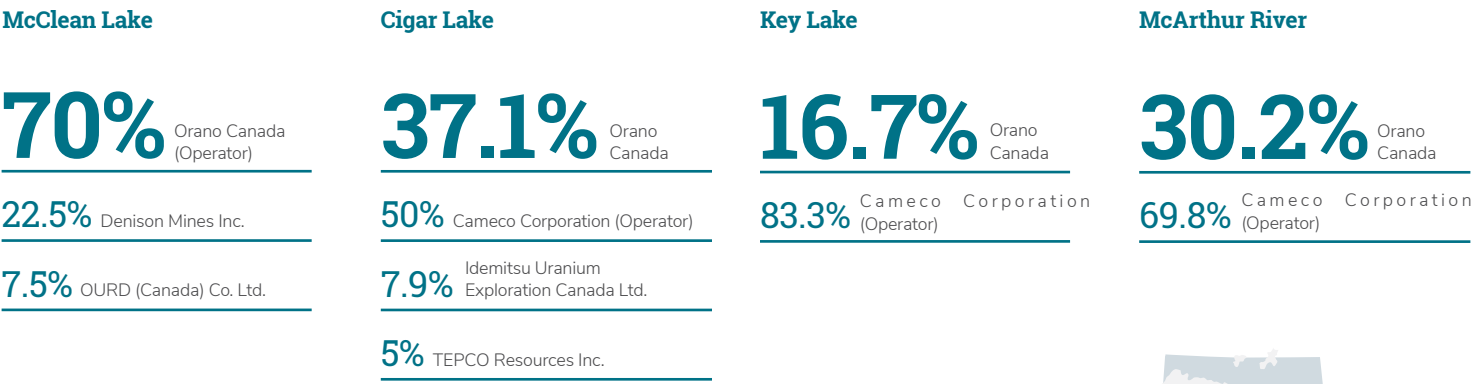 McClean Lake
70% Orano Canada
(Operator)
22.5% Denison Mines Inc.
7.5% OURD (Canada) Co. Ltd.
Cigar Lake
37.1% Orano
Canada
50% Cameco Corporation (Operator)
7.9% Idemitsu Uranium
Exploration Canada Ltd.
5% TEPCO Resources Inc.
Key Lake
16.7% Orano
Canada
83.3% Cameco Corporation
(Operator)
McArthur River
30.2% Orano
Canada
69.8% Cameco Corporation
(Operator)